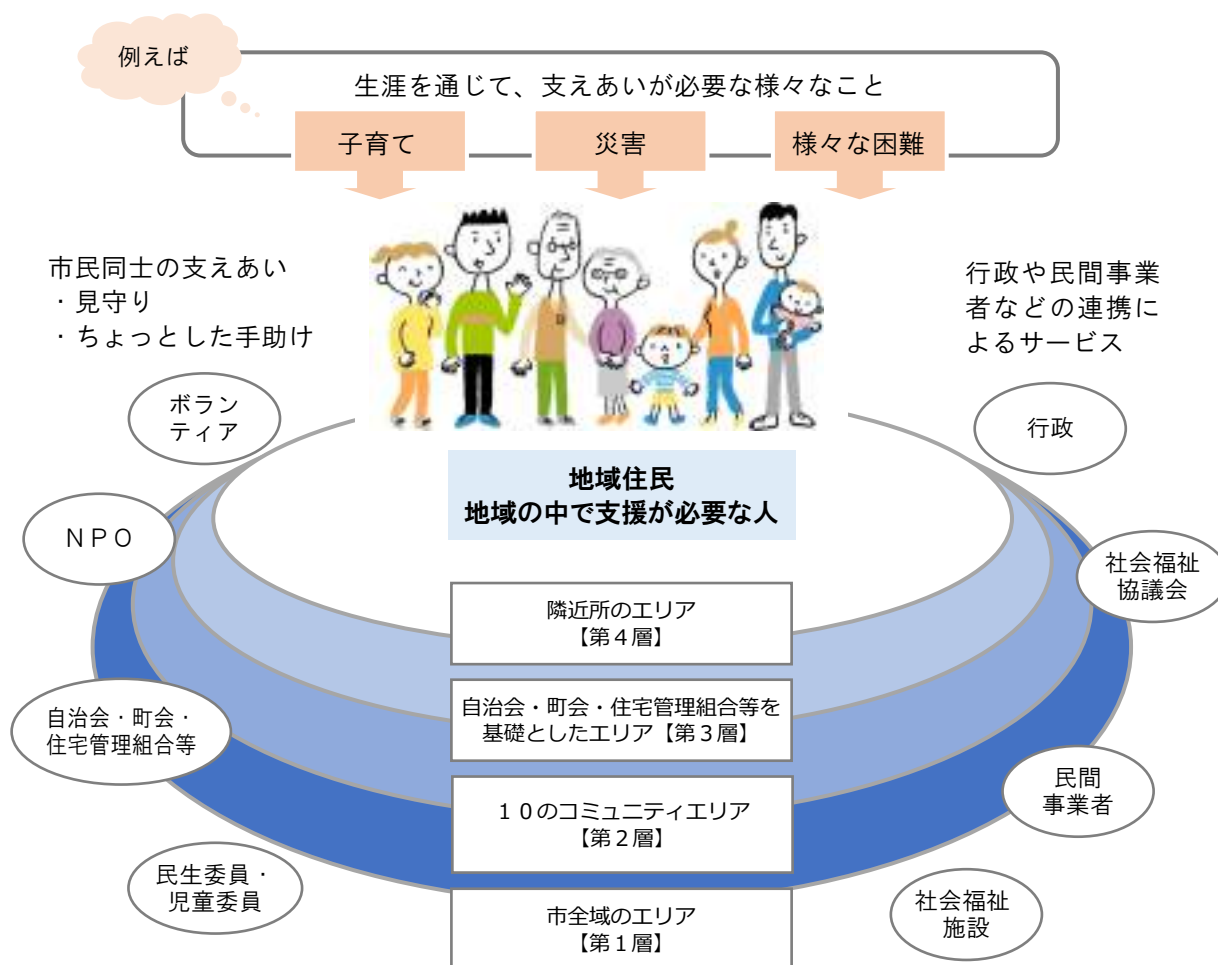 例えば
生涯を通じて、支えあいが必要な様々なこと
子育て
災害
様々な困難
市民同士の支えあい
・見守り
・ちょっとした手助け
行政や民間事業
者などの連携に
よるサービス
ボラン
ティア
行政
地域住民
地域の中で支援が必要な人
ＮＰＯ
社会福祉
協議会
隣近所のエリア
【第４層】
自治会・町会・住宅管理組合等を
基礎としたエリア【第３層】
自治会・町会・
住宅管理組合等
民間
事業者
１０のコミュニティエリア
【第２層】
民生委員・
児童委員
社会福祉
施設
市全域のエリア
【第１層】